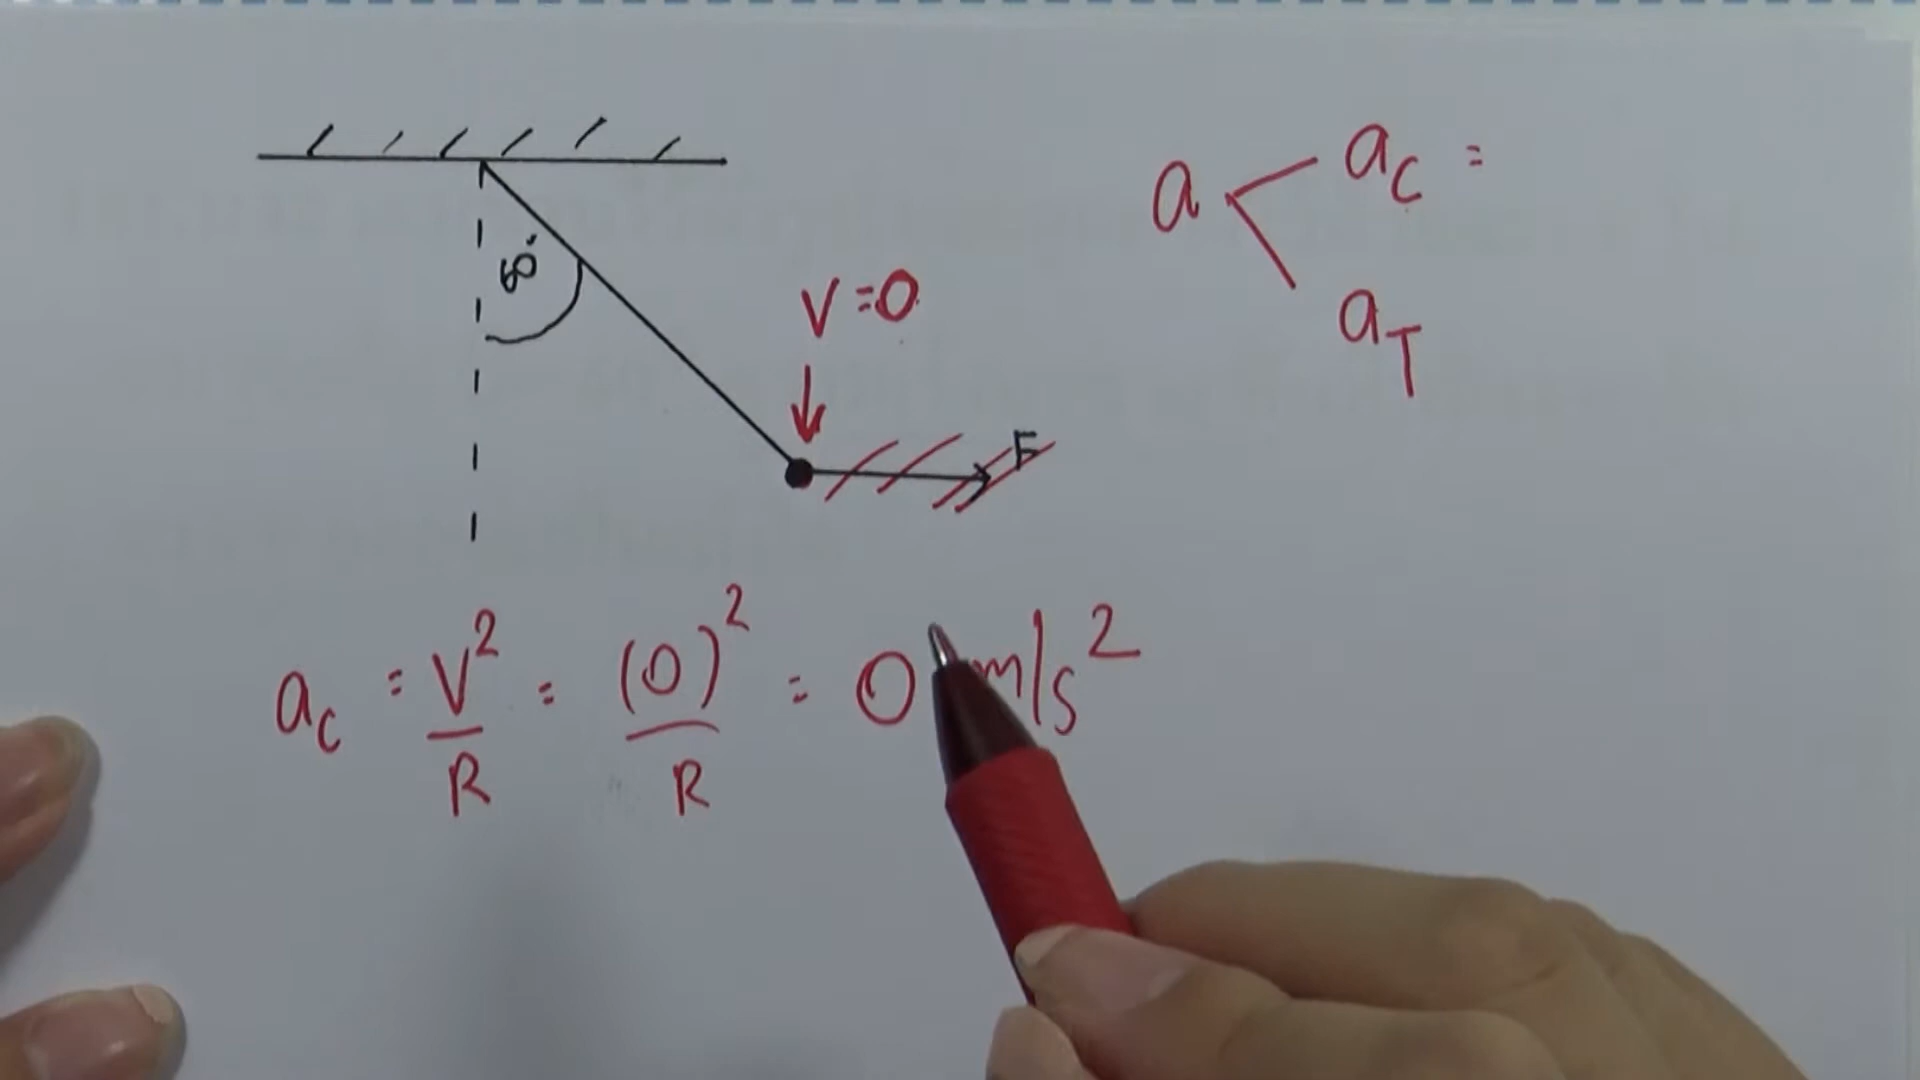 a
a_C =
a_T
60°
V = 0
F
a_C = V²/R = (0)²/R = 0 m/s²